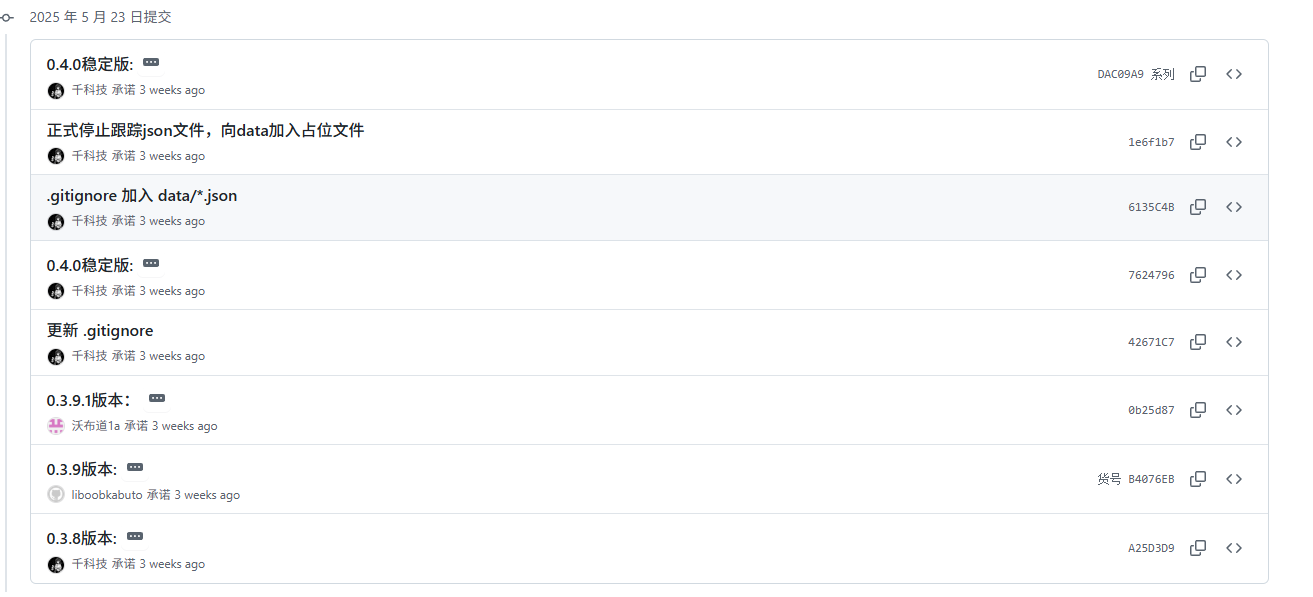 2025 年 5 月 23 日提交
0.4.0稳定版:
千科技 承诺 3 weeks ago
DAC09A9 系列
正式停止跟踪json文件，向data加入占位文件
千科技 承诺 3 weeks ago
1e6f1b7
.gitignore 加入 data/*.json
千科技 承诺 3 weeks ago
6135C4B
0.4.0稳定版:
千科技 承诺 3 weeks ago
7624796
更新 .gitignore
千科技 承诺 3 weeks ago
42671C7
0.3.9.1版本：
沃布道1a 承诺 3 weeks ago
0b25d87
0.3.9版本:
liboobkabuto 承诺 3 weeks ago
货号 B4076EB
0.3.8版本:
千科技 承诺 3 weeks ago
A25D3D9